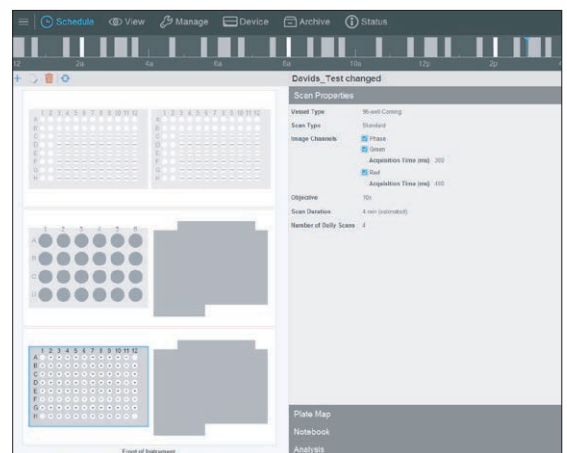 Schedule View Manage Device Archive Status
12 2a 4a 6a 8a 10a 12p 2p 4
Davids_Test changed
Scan Properties
Vessel Type 96-well Corning
Scan Type Standard
Image Channels Phase
Green
Acquisition Time (ms) 300
Red
Acquisition Time (ms) 400
Objective 10x
Scan Duration 4 min (estimated)
Number of Daily Scans 4
1 2 3 4 5 6 7 8 9 10 11 12 1 2 3 4 5 6 7 8 9 10 11 12
A A
B B
C C
D D
E E
F F
G G
H H
1 2 3 4 5 6
A
B
C
D
1 2 3 4 5 6 7 8 9 10 11 12
A
B
C
D
E
F
G
H
Front of Instrument
Plate Map
Notebook
Analysis